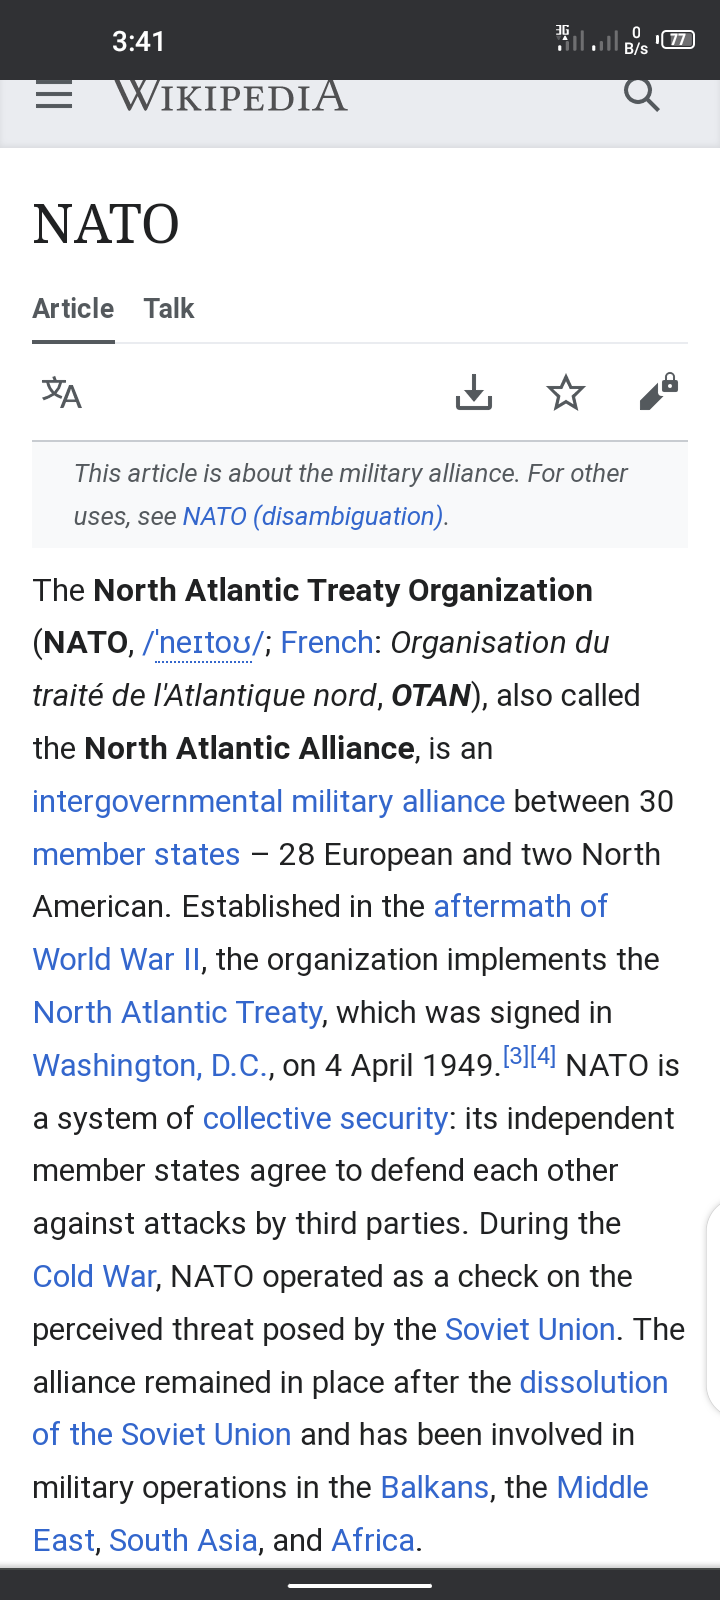 3:41
3G
0
B/s
77
WIKIPEDIA
NATO
Article Talk
文A
This article is about the military alliance. For other
uses, see NATO (disambiguation).
The North Atlantic Treaty Organization
(NATO, /ˈneɪtoʊ/; French: Organisation du
traité de l'Atlantique nord, OTAN), also called
the North Atlantic Alliance, is an
intergovernmental military alliance between 30
member states – 28 European and two North
American. Established in the aftermath of
World War II, the organization implements the
North Atlantic Treaty, which was signed in
Washington, D.C., on 4 April 1949.[3][4] NATO is
a system of collective security: its independent
member states agree to defend each other
against attacks by third parties. During the
Cold War, NATO operated as a check on the
perceived threat posed by the Soviet Union. The
alliance remained in place after the dissolution
of the Soviet Union and has been involved in
military operations in the Balkans, the Middle
East, South Asia, and Africa.